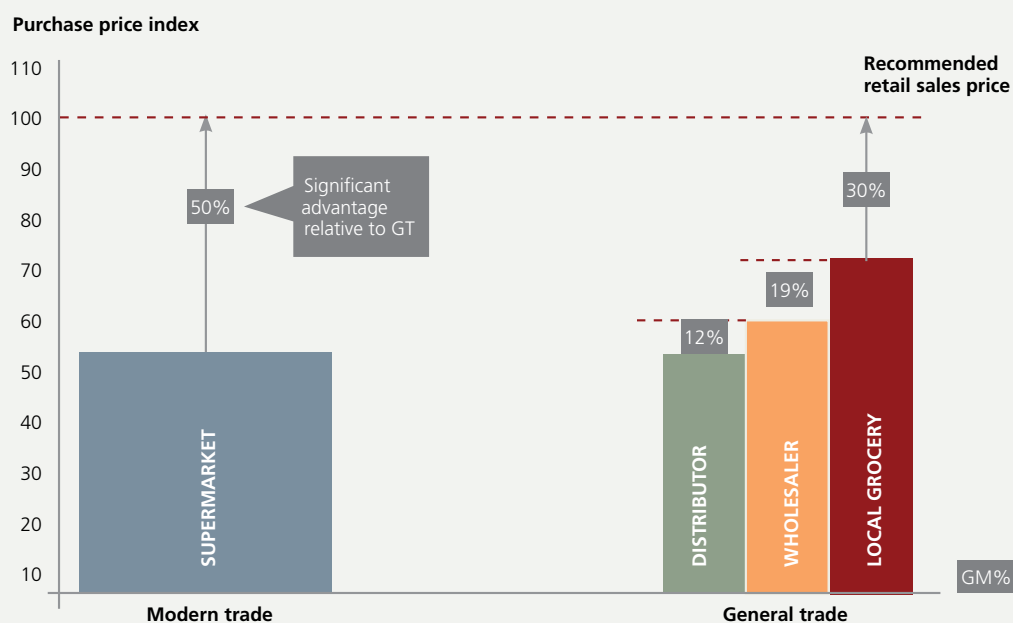 Purchase price index
110
100
90
80
70
60
50
40
30
20
10
Recommended
retail sales price
50%
Significant
advantage
relative to GT
30%
19%
12%
SUPERMARKET
DISTRIBUTOR
WHOLESALER
LOCAL GROCERY
GM%
Modern trade
General trade